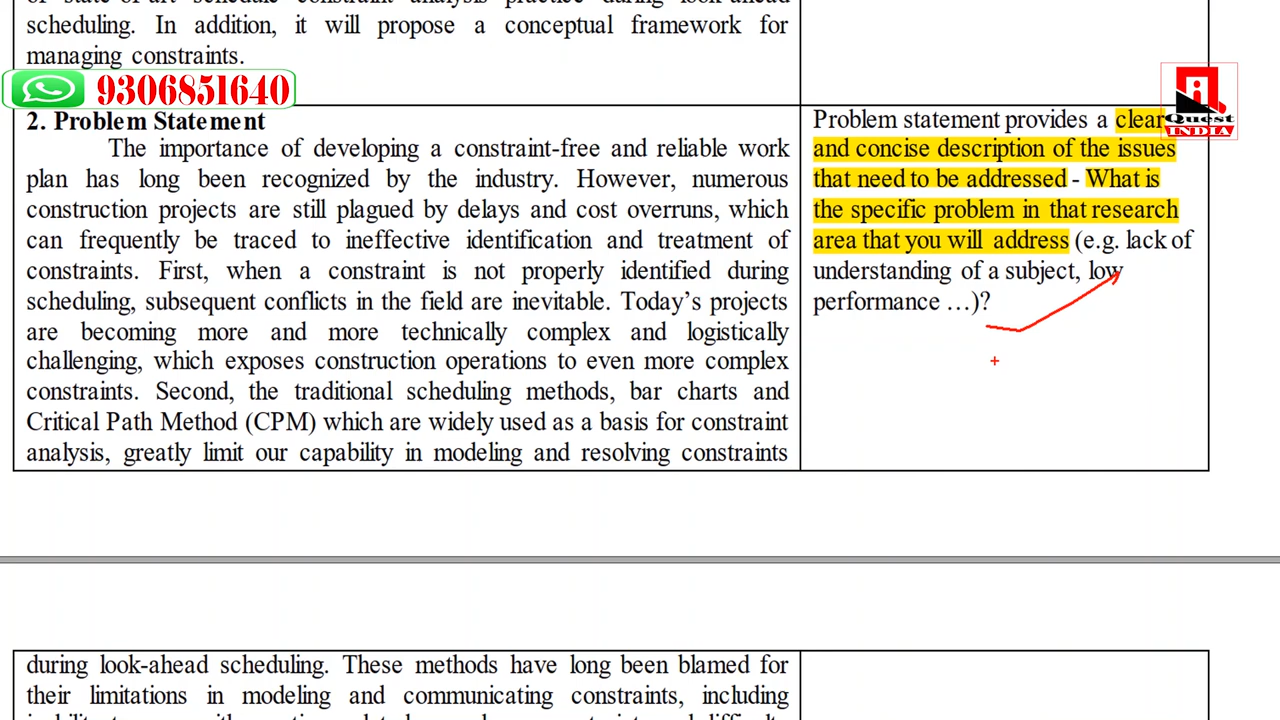 of state-of-art schedule constraint analysis practice during look-ahead
scheduling. In addition, it will propose a conceptual framework for
managing constraints.
9306851640
Quest
INDIA
2. Problem Statement
The importance of developing a constraint-free and reliable work
plan has long been recognized by the industry. However, numerous
construction projects are still plagued by delays and cost overruns, which
can frequently be traced to ineffective identification and treatment of
constraints. First, when a constraint is not properly identified during
scheduling, subsequent conflicts in the field are inevitable. Today's projects
are becoming more and more technically complex and logistically
challenging, which exposes construction operations to even more complex
constraints. Second, the traditional scheduling methods, bar charts and
Critical Path Method (CPM) which are widely used as a basis for constraint
analysis, greatly limit our capability in modeling and resolving constraints
Problem statement provides a clear
and concise description of the issues
that need to be addressed - What is
the specific problem in that research
area that you will address (e.g. lack of
understanding of a subject, low
performance …)?
during look-ahead scheduling. These methods have long been blamed for
their limitations in modeling and communicating constraints, including